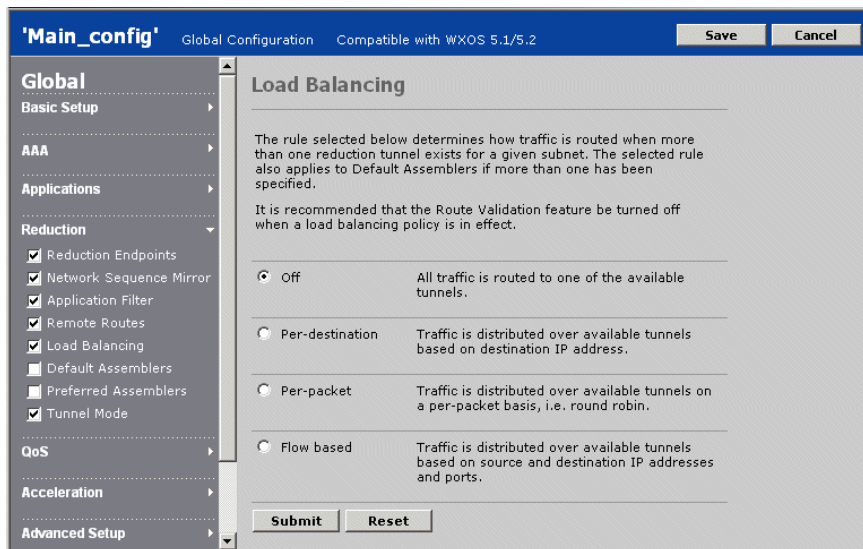 'Main_config' Global Configuration Compatible with WXOS 5.1/5.2 Save Cancel
Global
Basic Setup
AAA
Applications
Reduction
Reduction Endpoints
Network Sequence Mirror
Application Filter
Remote Routes
Load Balancing
Default Assemblers
Preferred Assemblers
Tunnel Mode
QoS
Acceleration
Advanced Setup
Load Balancing
The rule selected below determines how traffic is routed when more
than one reduction tunnel exists for a given subnet. The selected rule
also applies to Default Assemblers if more than one has been
specified.
It is recommended that the Route Validation feature be turned off
when a load balancing policy is in effect.
Off All traffic is routed to one of the available
tunnels.
Per-destination Traffic is distributed over available tunnels
based on destination IP address.
Per-packet Traffic is distributed over available tunnels on
a per-packet basis, i.e. round robin.
Flow based Traffic is distributed over available tunnels
based on source and destination IP addresses
and ports.
Submit Reset